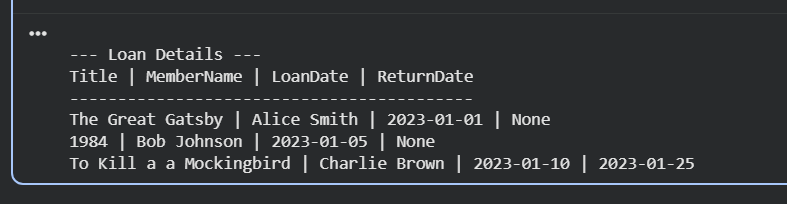 --- Loan Details ---
Title | MemberName | LoanDate | ReturnDate
------------------------------------------
The Great Gatsby | Alice Smith | 2023-01-01 | None
1984 | Bob Johnson | 2023-01-05 | None
To Kill a a Mockingbird | Charlie Brown | 2023-01-10 | 2023-01-25